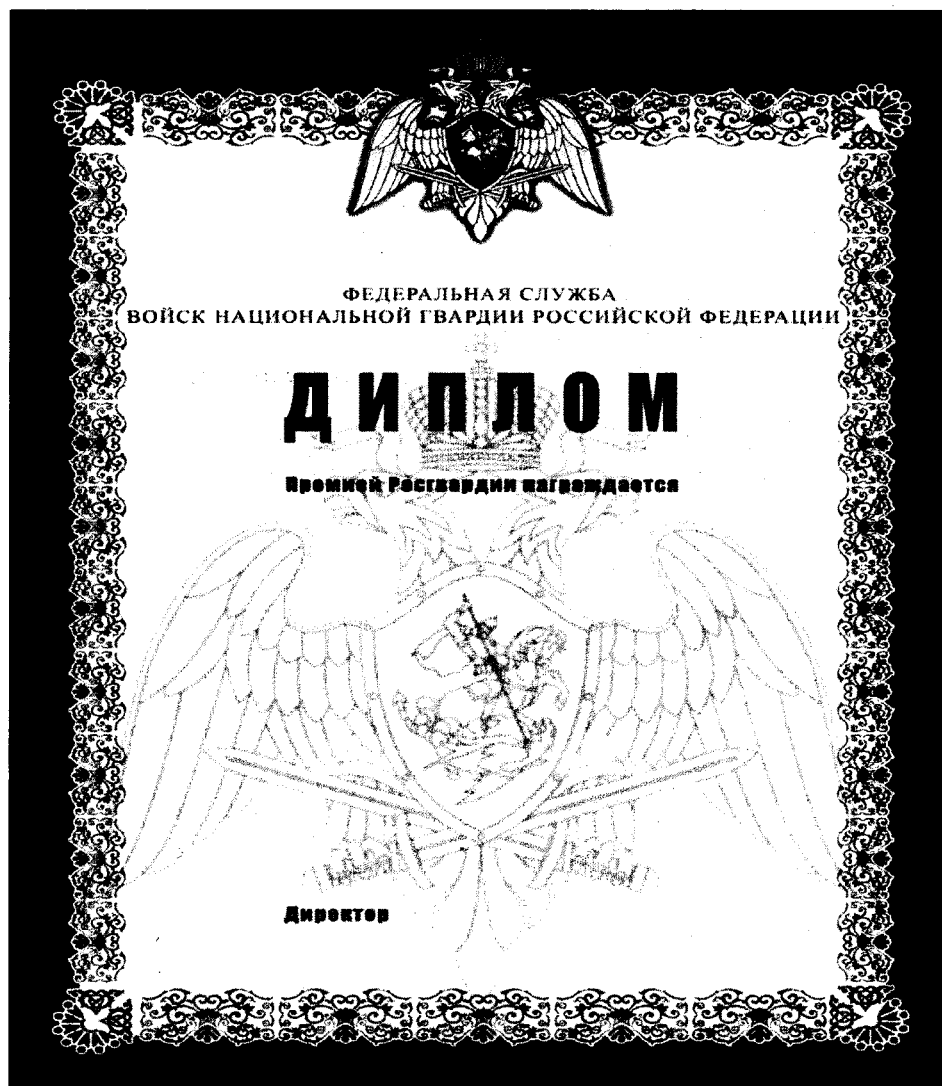 ФЕДЕРАЛЬНАЯ СЛУЖБА
ВОЙСК НАЦИОНАЛЬНОЙ ГВАРДИИ РОССИЙСКОЙ ФЕДЕРАЦИИ
ДИПЛОМ
Премией Росгвардии награждается
Директор